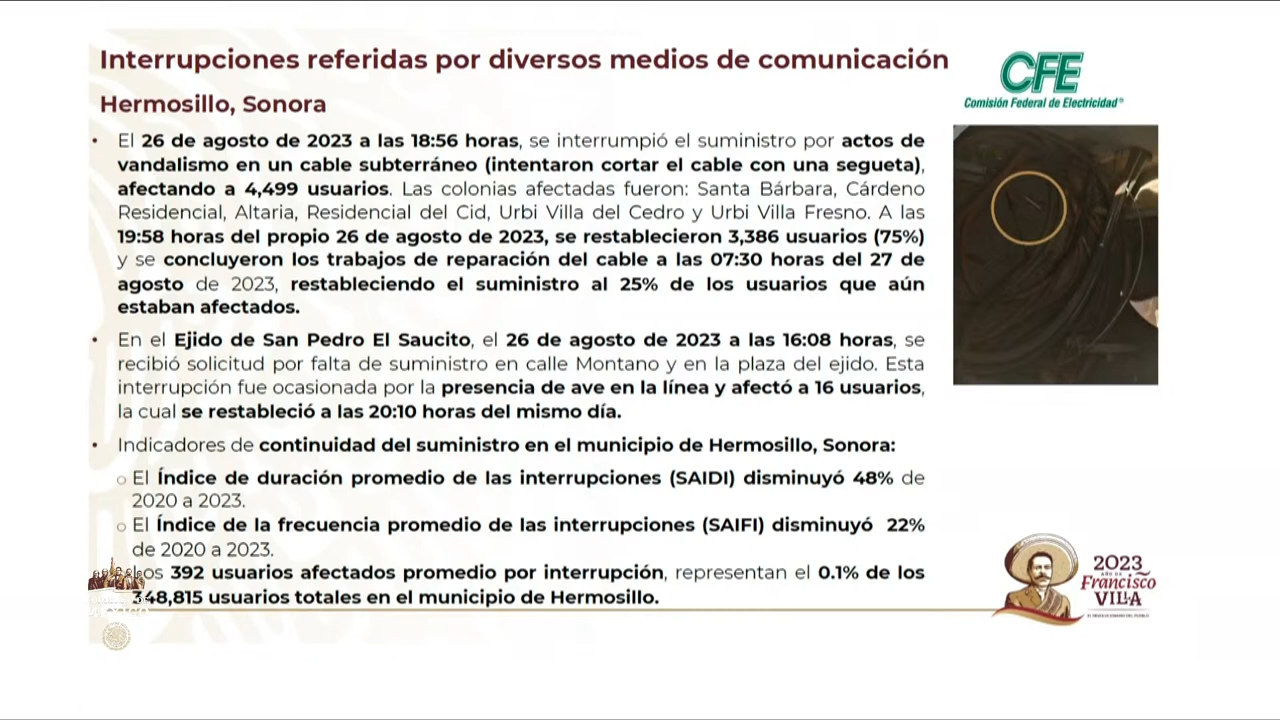 Interrupciones referidas por diversos medios de comunicación
Hermosillo, Sonora
CFE
Comisión Federal de Electricidad®
• El 26 de agosto de 2023 a las 18:56 horas, se interrumpió el suministro por actos de
vandalismo en un cable subterráneo (intentaron cortar el cable con una segueta),
afectando a 4,499 usuarios. Las colonias afectadas fueron: Santa Bárbara, Cárdeno
Residencial, Altaria, Residencial del Cid, Urbi Villa del Cedro y Urbi Villa Fresno. A las
19:58 horas del propio 26 de agosto de 2023, se restablecieron 3,386 usuarios (75%)
y se concluyeron los trabajos de reparación del cable a las 07:30 horas del 27 de
agosto de 2023, restableciendo el suministro al 25% de los usuarios que aún
estaban afectados.
• En el Ejido de San Pedro El Saucito, el 26 de agosto de 2023 a las 16:08 horas, se
recibió solicitud por falta de suministro en calle Montano y en la plaza del ejido. Esta
interrupción fue ocasionada por la presencia de ave en la línea y afectó a 16 usuarios,
la cual se restableció a las 20:10 horas del mismo día.
• Indicadores de continuidad del suministro en el municipio de Hermosillo, Sonora:
o El Índice de duración promedio de las interrupciones (SAIDI) disminuyó 48% de
2020 a 2023.
o El Índice de la frecuencia promedio de las interrupciones (SAIFI) disminuyó 22%
de 2020 a 2023.
Los 392 usuarios afectados promedio por interrupción, representan el 0.1% de los
348,815 usuarios totales en el municipio de Hermosillo.
2023
AÑO DE
Francisco
VILLA